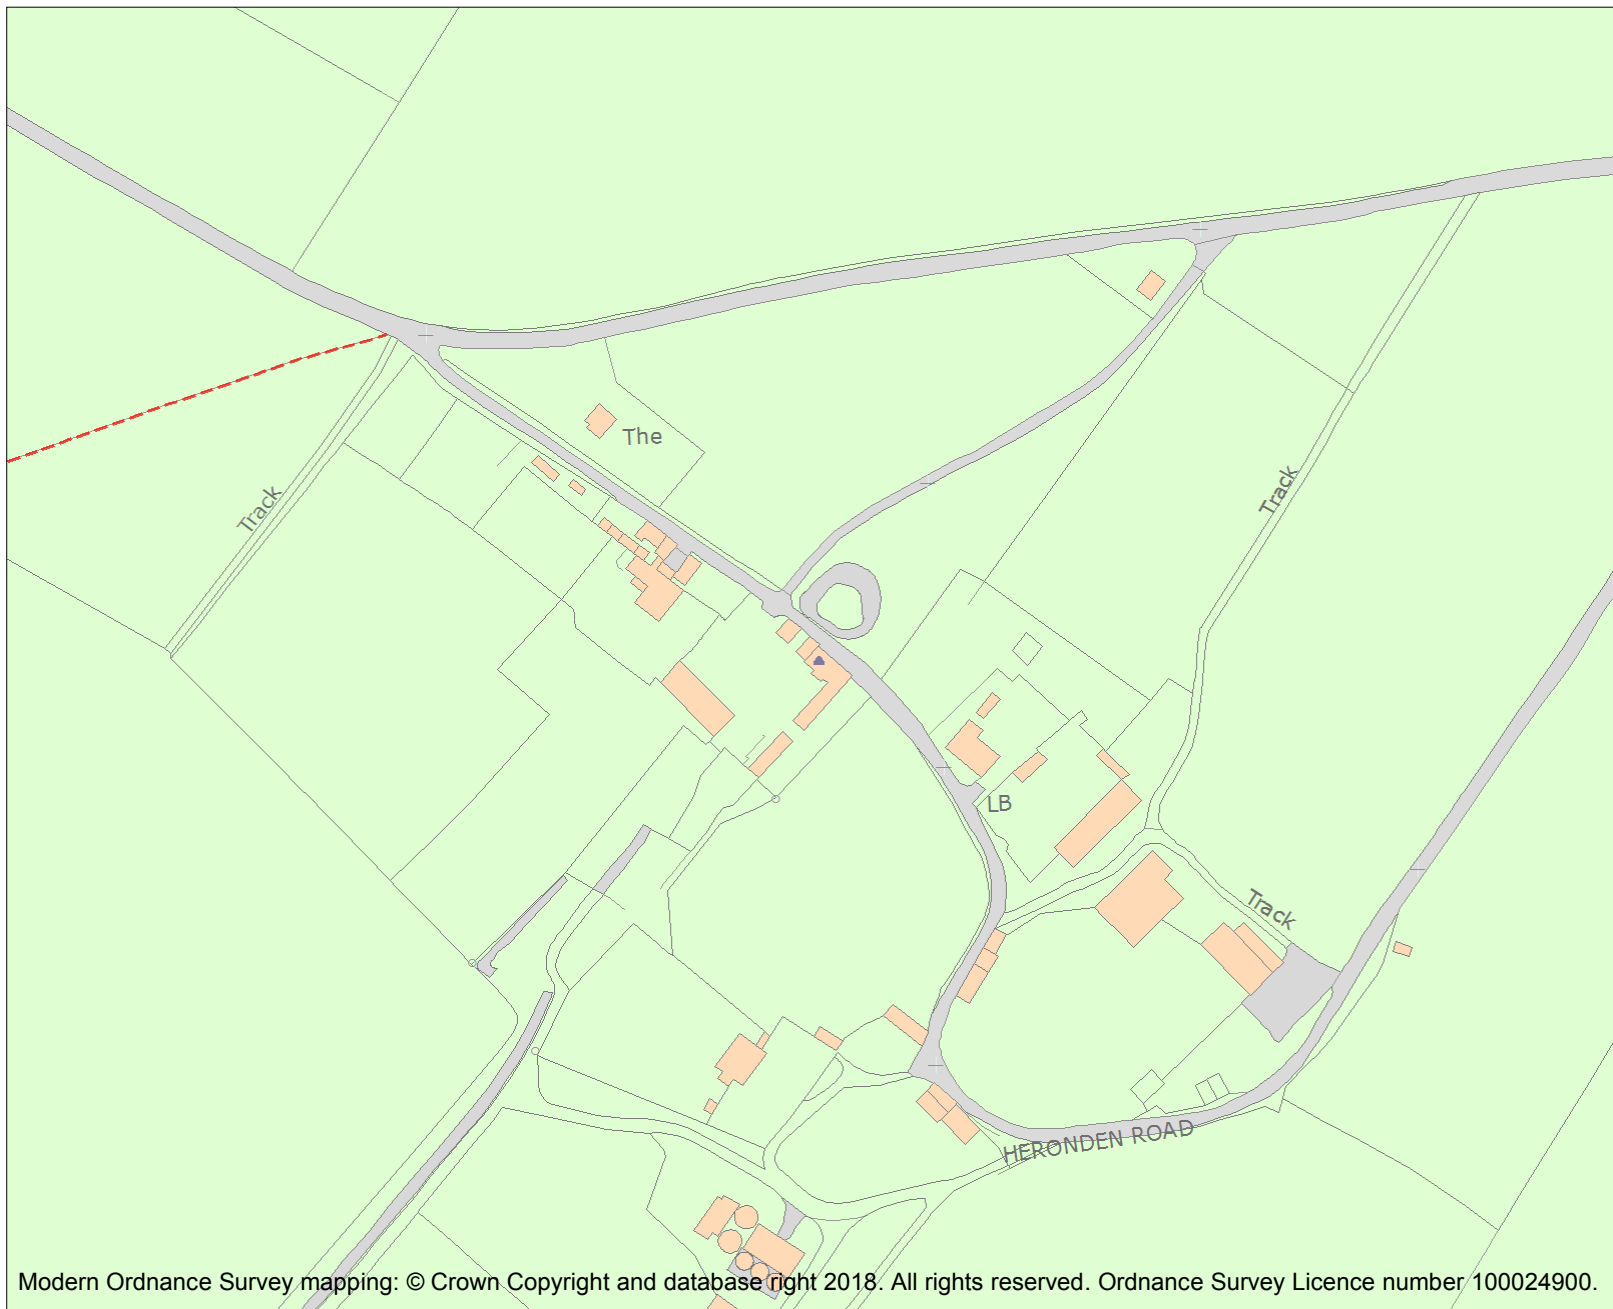 The
Track
Track
LB
Track
HERONDEN ROAD
Modern Ordnance Survey mapping: © Crown Copyright and database right 2018. All rights reserved. Ordnance Survey Licence number 100024900.